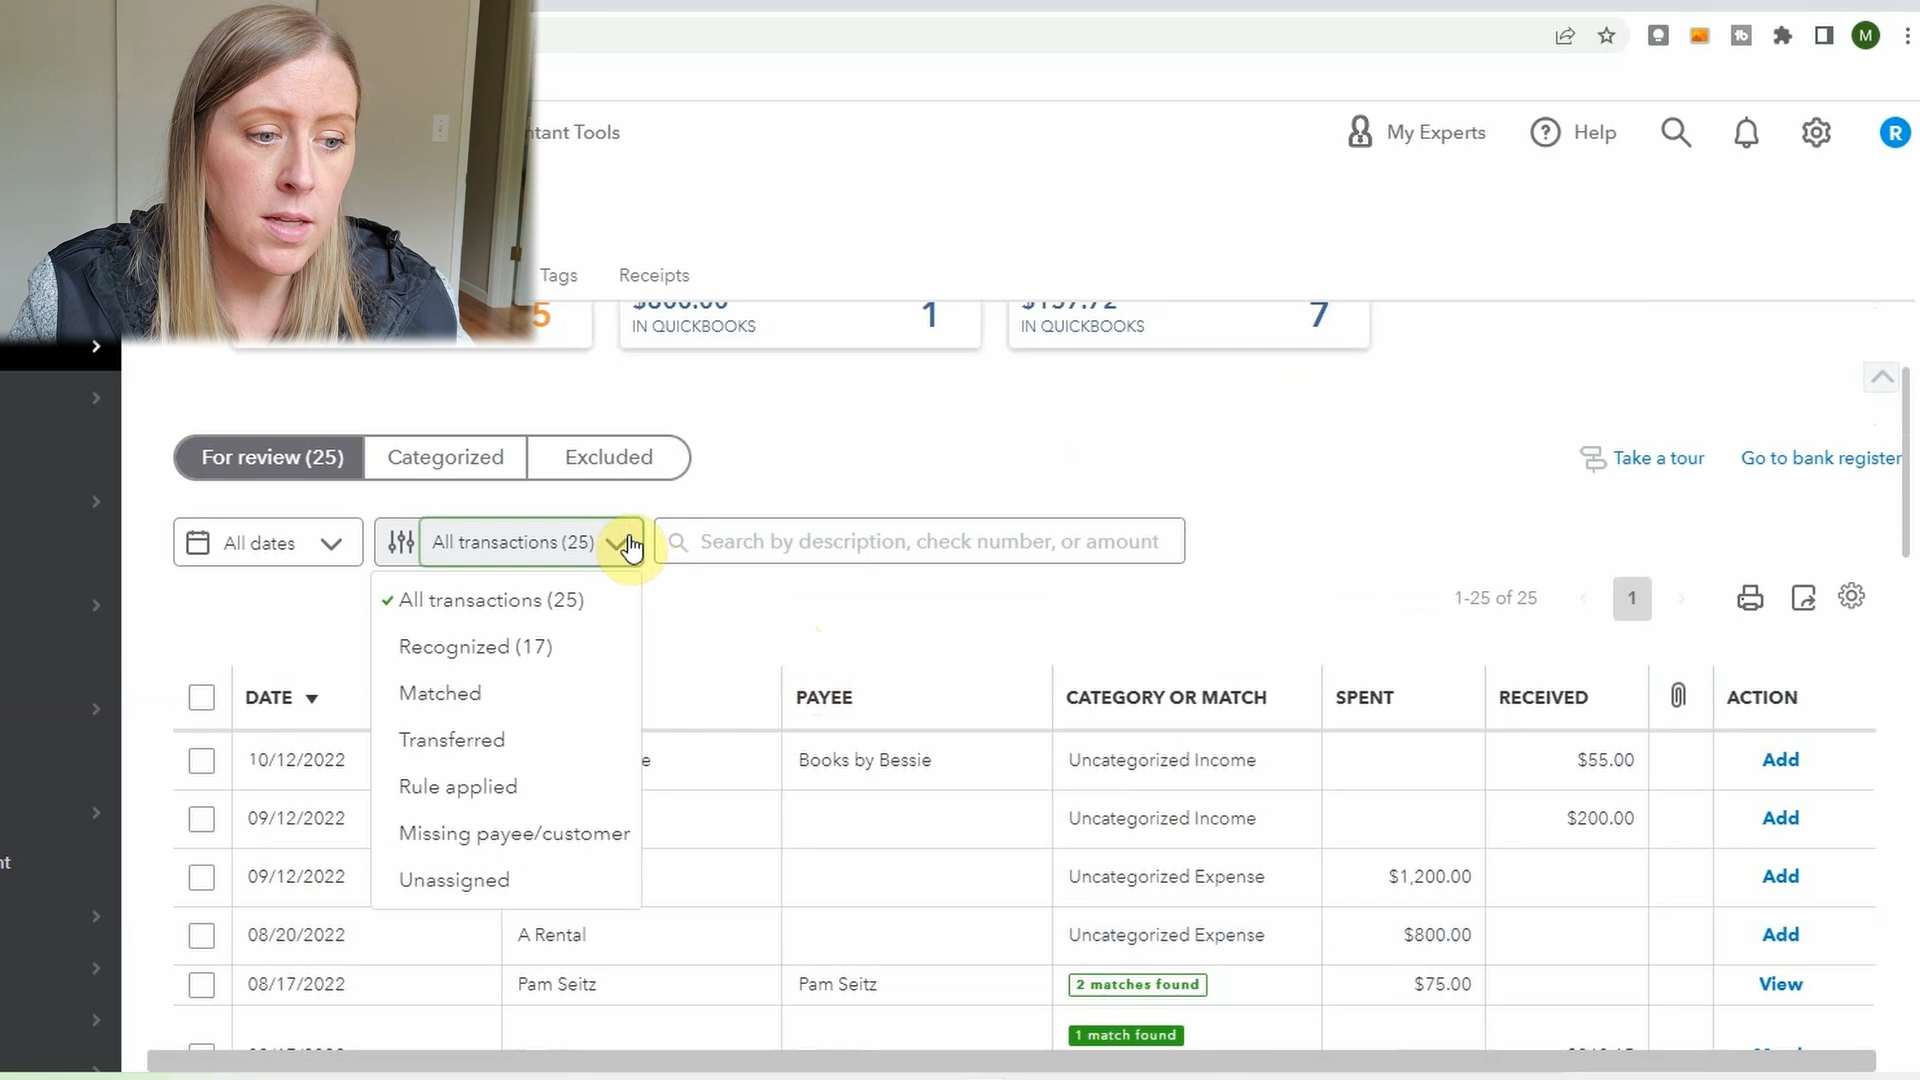 M
ntant Tools
My Experts
Help
R
Tags
Receipts
5
$800.00
IN QUICKBOOKS
1
$157.72
IN QUICKBOOKS
7
For review (25)
Categorized
Excluded
Take a tour
Go to bank register
All dates
All transactions (25)
Search by description, check number, or amount
All transactions (25)
Recognized (17)
Matched
Transferred
Rule applied
Missing payee/customer
Unassigned
1-25 of 25
1
DATE
PAYEE
CATEGORY OR MATCH
SPENT
RECEIVED
ACTION
10/12/2022
e
Books by Bessie
Uncategorized Income
$55.00
Add
09/12/2022
Uncategorized Income
$200.00
Add
09/12/2022
Uncategorized Expense
$1,200.00
Add
nt
08/20/2022
A Rental
Uncategorized Expense
$800.00
Add
08/17/2022
Pam Seitz
Pam Seitz
2 matches found
$75.00
View
1 match found